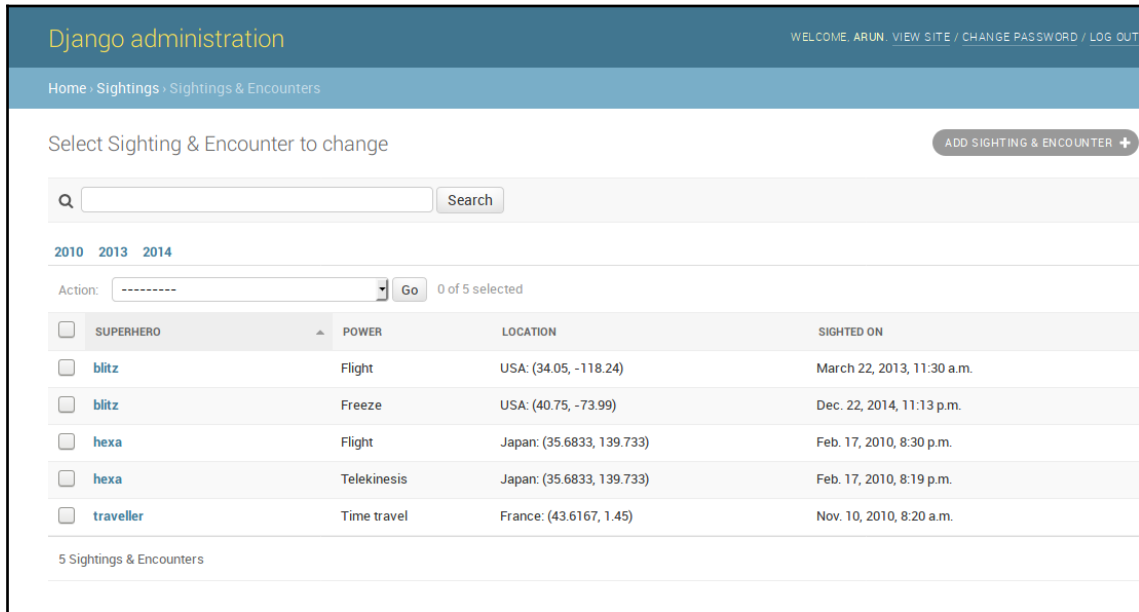 Django administration
WELCOME, ARUN. VIEW SITE / CHANGE PASSWORD / LOG OUT
Home › Sightings › Sightings & Encounters
Select Sighting & Encounter to change
ADD SIGHTING & ENCOUNTER +
Search
2010 2013 2014
Action: --------- Go 0 of 5 selected
SUPERHERO POWER LOCATION SIGHTED ON
blitz Flight USA: (34.05, -118.24) March 22, 2013, 11:30 a.m.
blitz Freeze USA: (40.75, -73.99) Dec. 22, 2014, 11:13 p.m.
hexa Flight Japan: (35.6833, 139.733) Feb. 17, 2010, 8:30 p.m.
hexa Telekinesis Japan: (35.6833, 139.733) Feb. 17, 2010, 8:19 p.m.
traveller Time travel France: (43.6167, 1.45) Nov. 10, 2010, 8:20 a.m.
5 Sightings & Encounters